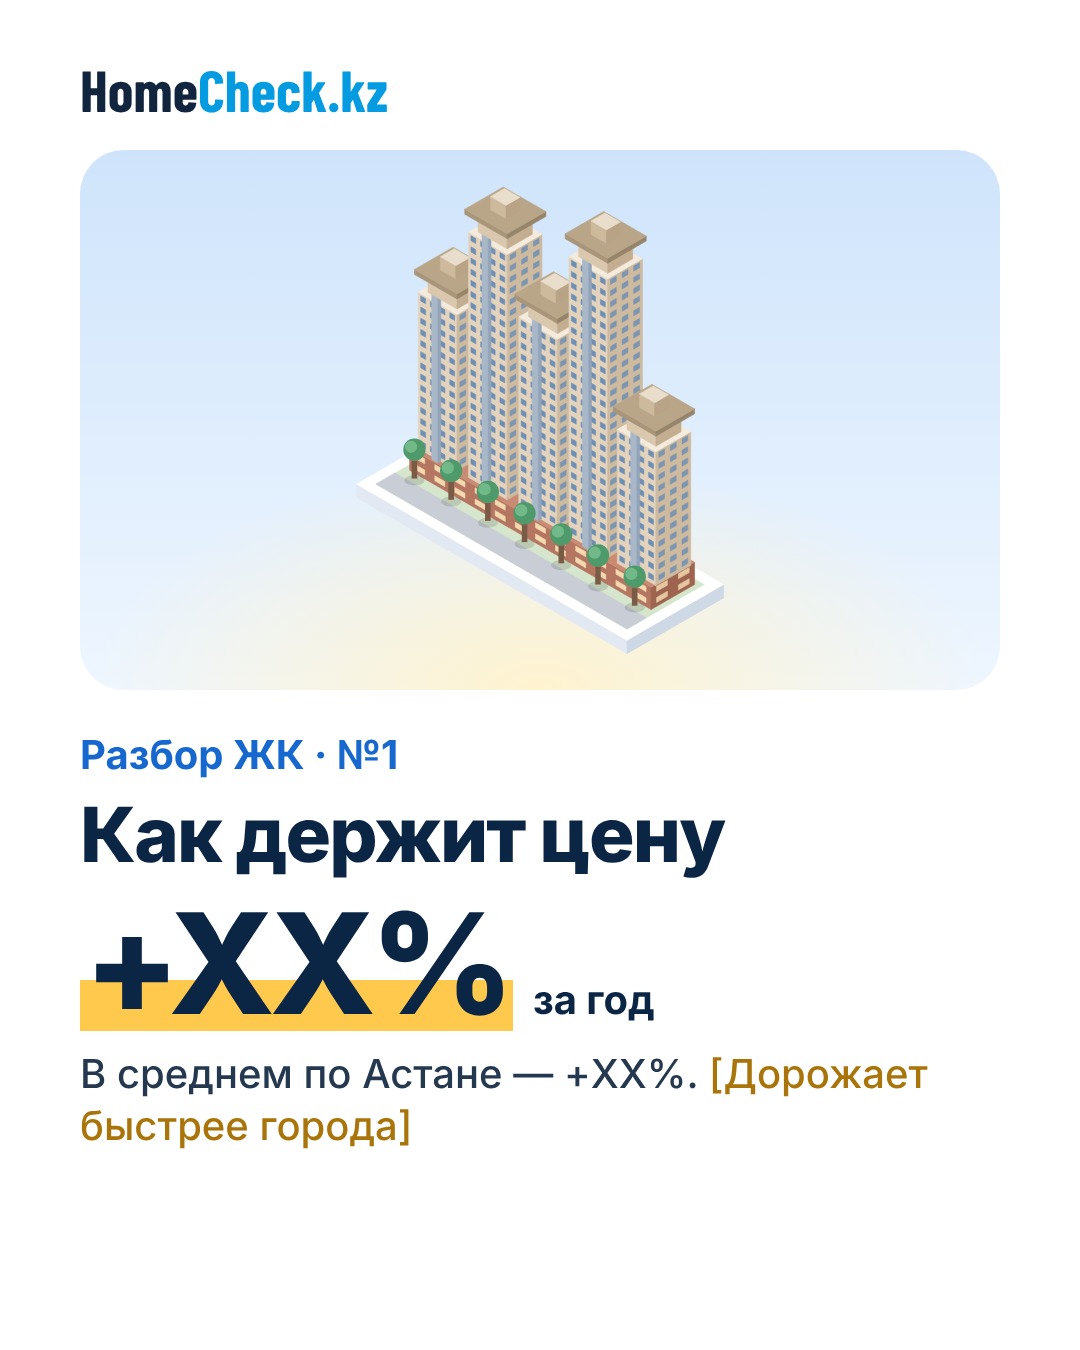 HomeCheck.kz
Разбор ЖК · №1
Как держит цену
+XX% за год
В среднем по Астане — +XX%. [Дорожает
быстрее города]